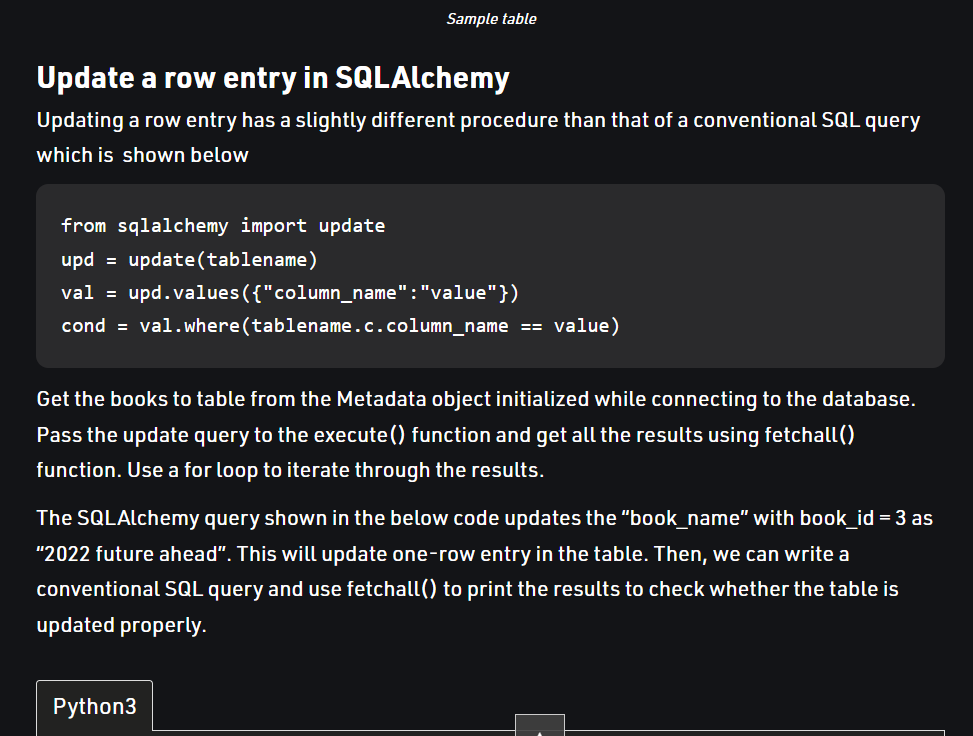 Sample table
Update a row entry in SQLAlchemy
Updating a row entry has a slightly different procedure than that of a conventional SQL query
which is  shown below
from sqlalchemy import update
upd = update(tablename)
val = upd.values({"column_name":"value"})
cond = val.where(tablename.c.column_name == value)
Get the books to table from the Metadata object initialized while connecting to the database.
Pass the update query to the execute() function and get all the results using fetchall()
function. Use a for loop to iterate through the results.
The SQLAlchemy query shown in the below code updates the “book_name” with book_id = 3 as
“2022 future ahead”. This will update one-row entry in the table. Then, we can write a
conventional SQL query and use fetchall() to print the results to check whether the table is
updated properly.
Python3